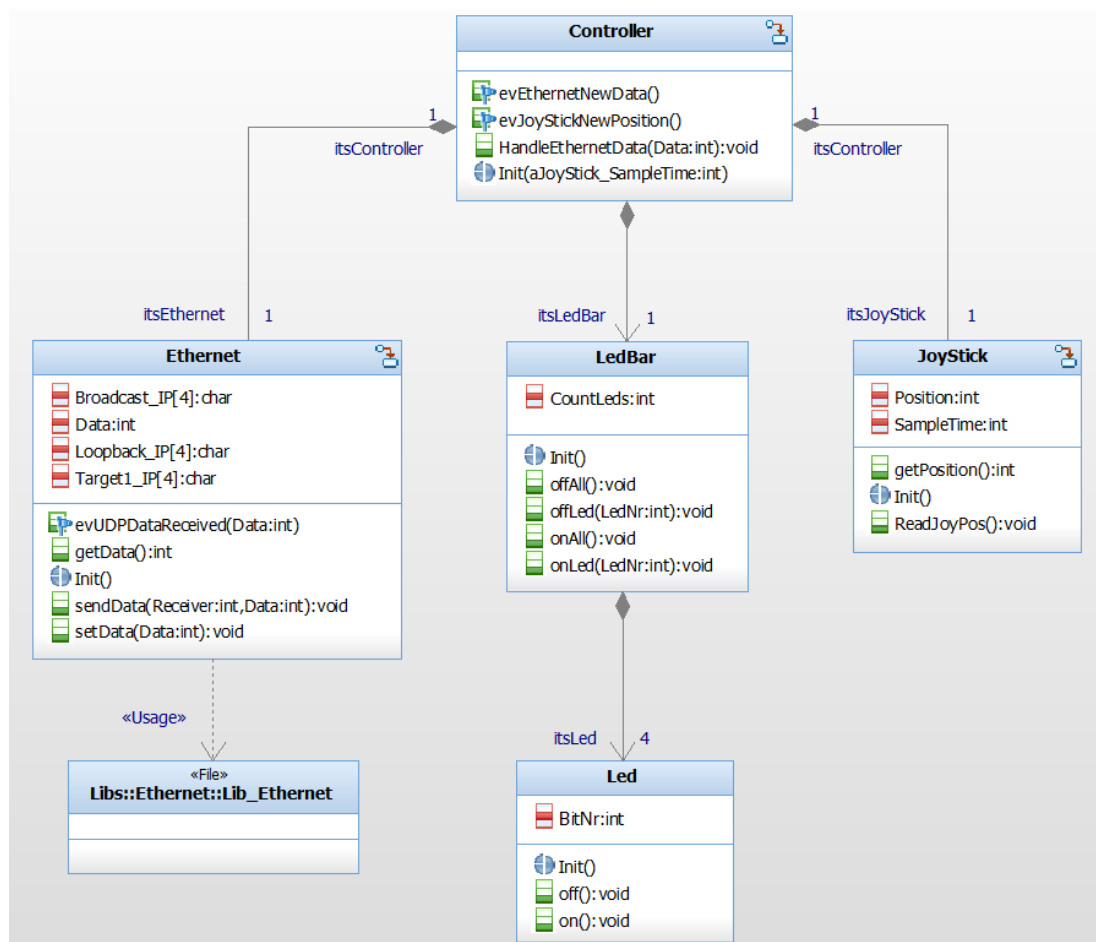 Controller
evEthernetNewData()
evJoyStickNewPosition()
HandleEthernetData(Data:int):void
Init(aJoyStick_SampleTime:int)
1
itsController
1
itsController
itsEthernet
1
itsLedBar
1
itsJoyStick
1
Ethernet
Broadcast_IP[4]:char
Data:int
Loopback_IP[4]:char
Target1_IP[4]:char
evUDPDataReceived(Data:int)
getData():int
Init()
sendData(Receiver:int,Data:int):void
setData(Data:int):void
LedBar
CountLeds:int
Init()
offAll():void
offLed(LedNr:int):void
onAll():void
onLed(LedNr:int):void
JoyStick
Position:int
SampleTime:int
getPosition():int
Init()
ReadJoyPos():void
«Usage»
itsLed
4
«File»
Libs::Ethernet::Lib_Ethernet
Led
BitNr:int
Init()
off():void
on():void